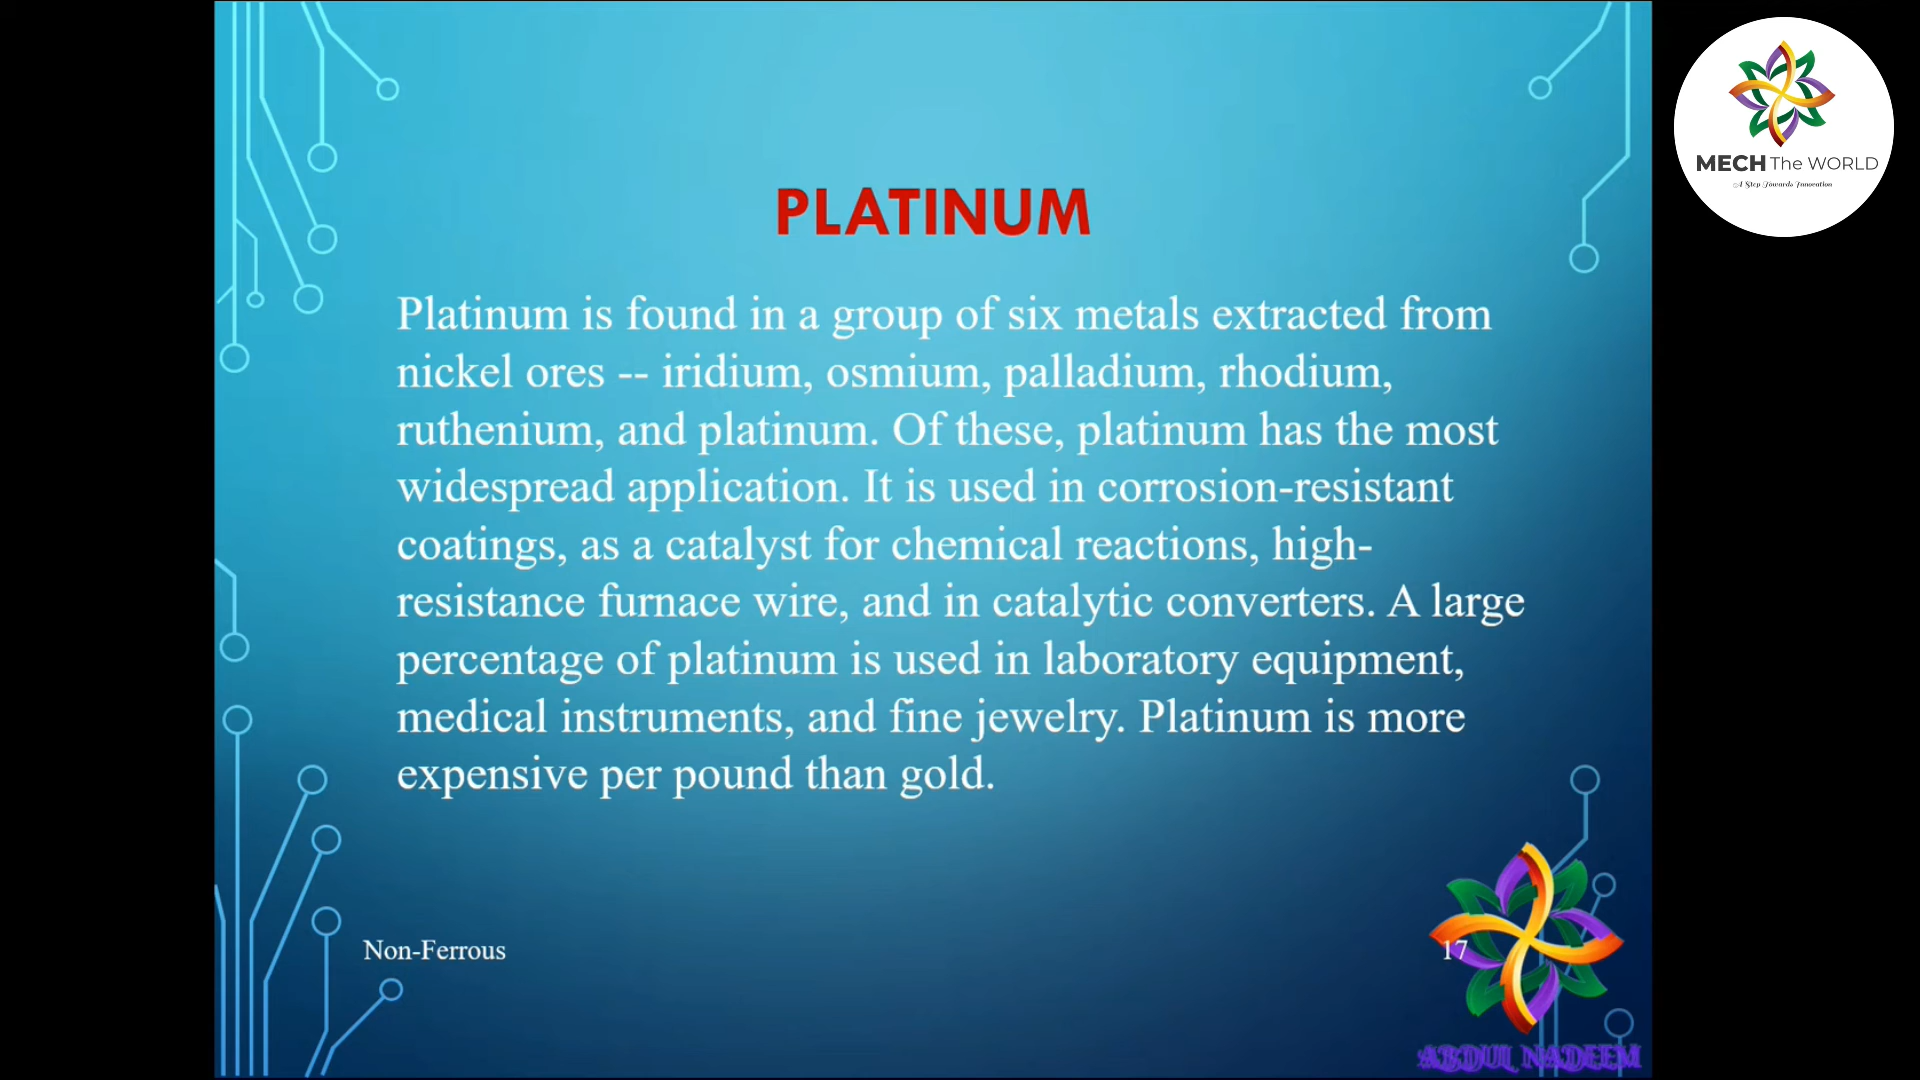 MECH The WORLD
A Step Towards Innovation
PLATINUM
Platinum is found in a group of six metals extracted from
nickel ores -- iridium, osmium, palladium, rhodium,
ruthenium, and platinum. Of these, platinum has the most
widespread application. It is used in corrosion-resistant
coatings, as a catalyst for chemical reactions, high-
resistance furnace wire, and in catalytic converters. A large
percentage of platinum is used in laboratory equipment,
medical instruments, and fine jewelry. Platinum is more
expensive per pound than gold.
Non-Ferrous
17
ABDUL NADEEM